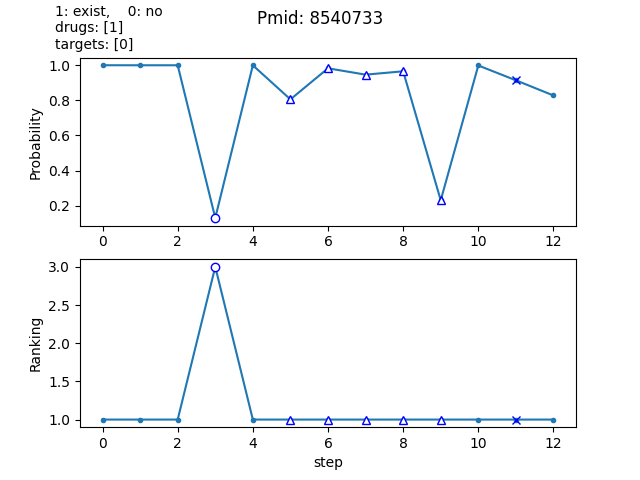 1: exist,    0: no
drugs: [1]
targets: [0]
Pmid: 8540733
1.0
0.8
0.6
0.4
0.2
Probability
0 2 4 6 8 10 12
3.0
2.5
2.0
1.5
1.0
Ranking
0 2 4 6 8 10 12
step